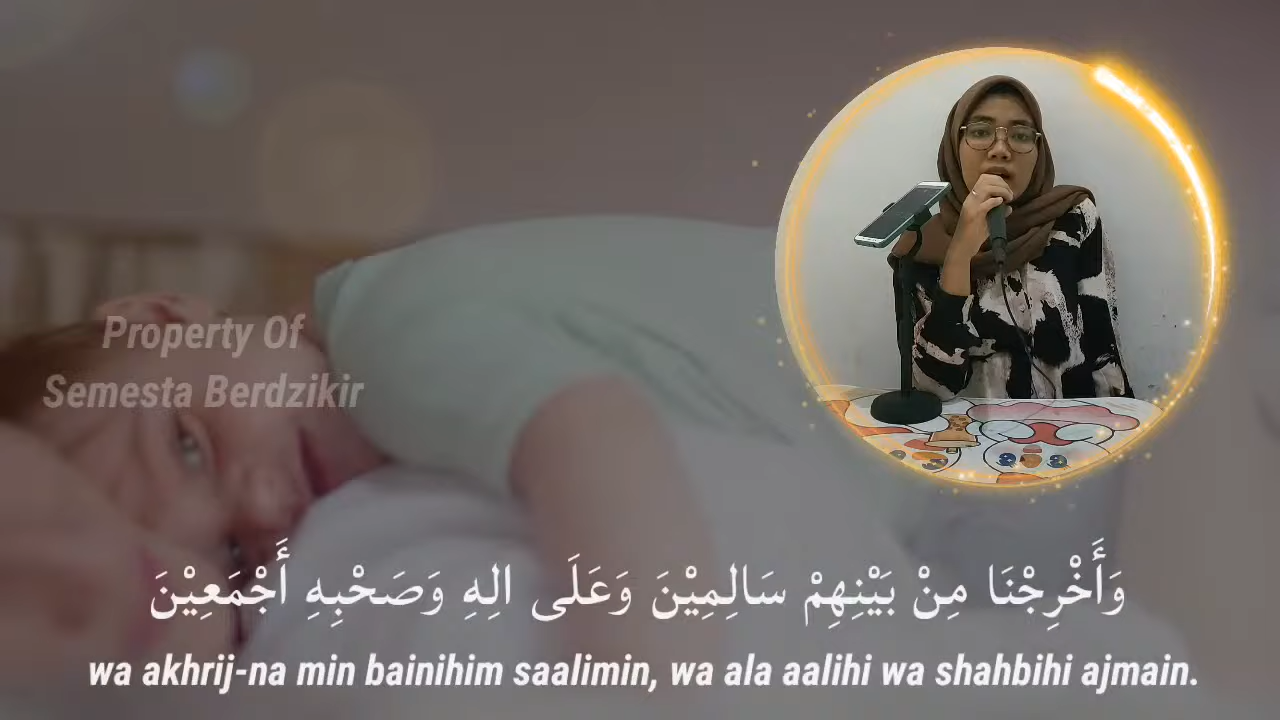 Property Of
Semesta Berdzikir
وَأَخْرِجْنَا مِنْ بَيْنِهِمْ سَالِمِيْنَ وَعَلَى الِهِ وَصَحْبِهِ أَجْمَعِيْنَ
wa akhrij-na min bainihim saalimin, wa ala aalihi wa shahbihi ajmain.